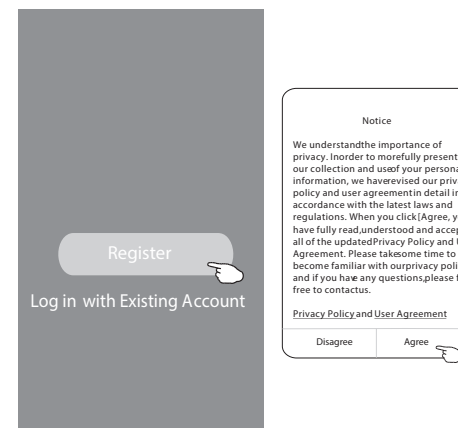 Register
Log in with Existing Account
Notice
We understandthe importance of
privacy. Inorder to morefully present
our collection and useof your
information, we haverevised our
policy and user agreementin detail
accordance with the latest laws and
regulations. When you click[Agree,
have fully read,understood and
all of the updatedPrivacy Policy and
Agreement. Please takesome time to
become familiar with ourprivacy
and if you have any questions,please
free to contactus.
Privacy Policy and User Agreement
Disagree
Agree